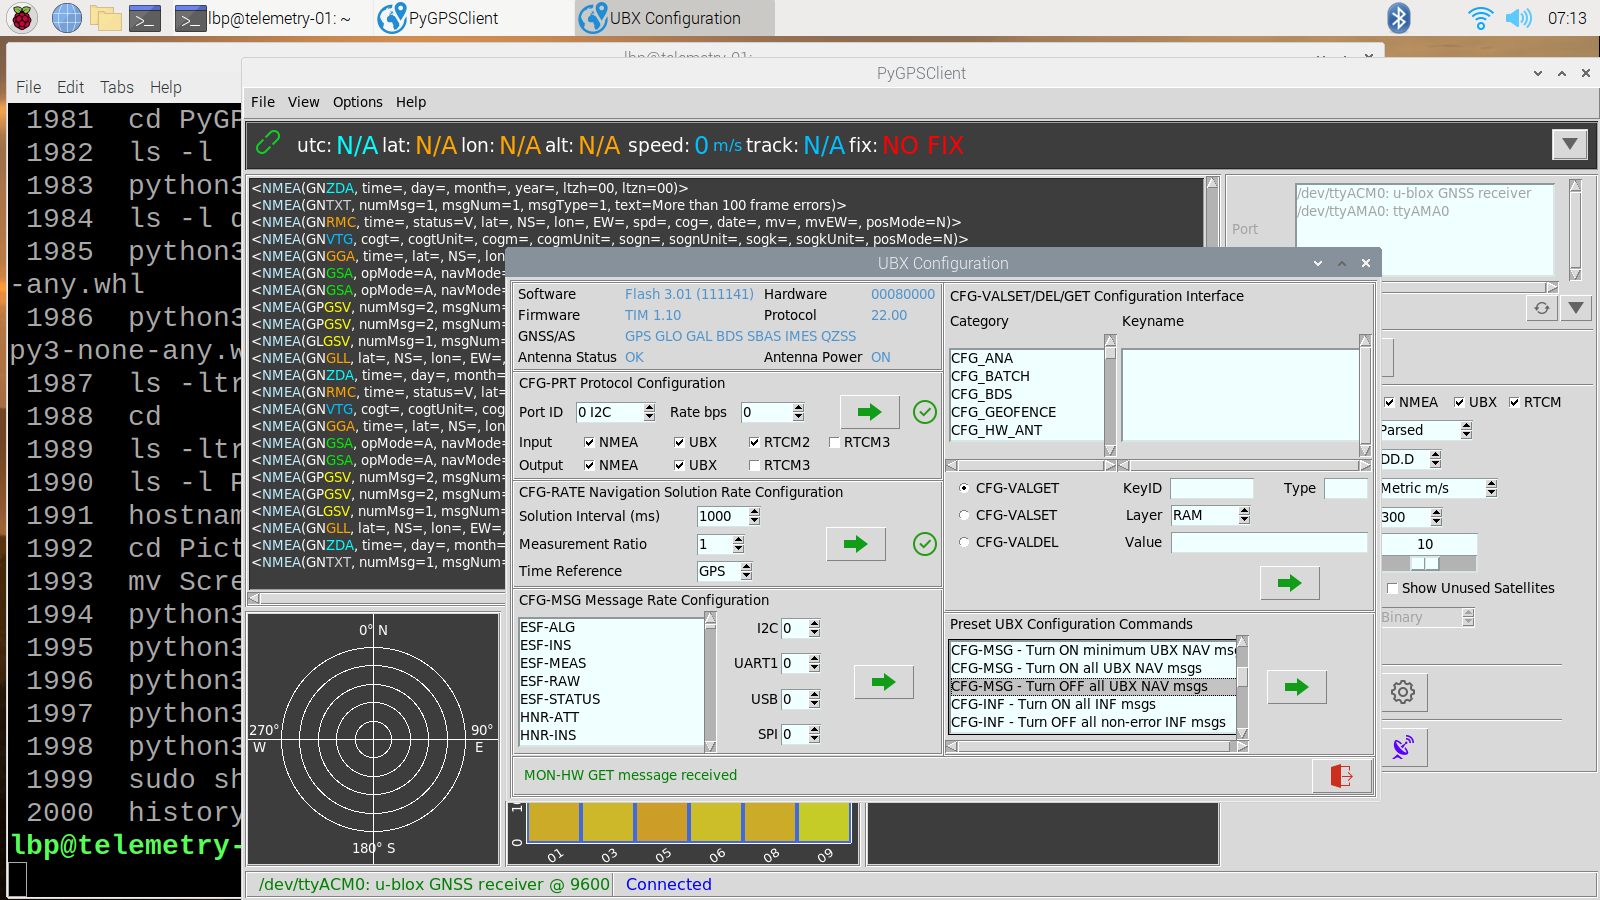 lbp@telemetry-01: ~
PyGPSClient
UBX Configuration
07:13
File Edit Tabs Help
1981 cd PyGP
1982 ls -l
1983 python3
1984 ls -l d
1985 python3
-any.whl
1986 python3
py3-none-any.w
1987 ls -ltr
1988 cd
1989 ls -ltr
1990 ls -l P
1991 hostnam
1992 cd Pict
1993 mv Scre
1994 python3
1995 python3
1996 python3
1997 python3
1998 python3
1999 sudo sh
2000 history
lbp@telemetry-
PyGPSClient
File View Options Help
utc: N/A lat: N/A lon: N/A alt: N/A speed: 0 m/s track: N/A fix: NO FIX
<NMEA(GNZDA, time=, day=, month=, year=, ltzh=00, ltzn=00)>
<NMEA(GNTXT, numMsg=1, msgNum=1, msgType=1, text=More than 100 frame errors)>
<NMEA(GNRMC, time=, status=V, lat=, NS=, lon=, EW=, spd=, cog=, date=, mv=, mvEW=, posMode=N)>
<NMEA(GNVTG, cogt=, cogtUnit=, cogm=, cogmUnit=, sogn=, sognUnit=, sogk=, sogkUnit=, posMode=N)>
<NMEA(GNGGA, time=, lat=, NS=, lon
<NMEA(GNGSA, opMode=A, navMode=
<NMEA(GNGSA, opMode=A, navMode=
<NMEA(GPGSV, numMsg=2, msgNum=
<NMEA(GPGSV, numMsg=2, msgNum=
<NMEA(GLGSV, numMsg=1, msgNum=
<NMEA(GNGLL, lat=, NS=, lon=, EW=,
<NMEA(GNZDA, time=, day=, month=
<NMEA(GNRMC, time=, status=V, lat=
<NMEA(GNVTG, cogt=, cogtUnit=, cog
<NMEA(GNGGA, time=, lat=, NS=, lon
<NMEA(GNGSA, opMode=A, navMode=
<NMEA(GNGSA, opMode=A, navMode=
<NMEA(GPGSV, numMsg=2, msgNum=
<NMEA(GPGSV, numMsg=2, msgNum=
<NMEA(GLGSV, numMsg=1, msgNum=
<NMEA(GNGLL, lat=, NS=, lon=, EW=,
<NMEA(GNZDA, time=, day=, month=
<NMEA(GNTXT, numMsg=1, msgNum=
0° N
270°
W
90°
E
180° S
0
01 03 05 06 08 09
Port
/dev/ttyACM0: u-blox GNSS receiver
/dev/ttyAMA0: ttyAMA0
NMEA UBX RTCM
Parsed
DD.D
Metric m/s
300
10
Show Unused Satellites
Binary
UBX Configuration
Software Flash 3.01 (111141) Hardware 00080000
Firmware TIM 1.10 Protocol 22.00
GNSS/AS GPS GLO GAL BDS SBAS IMES QZSS
Antenna Status OK Antenna Power ON
CFG-PRT Protocol Configuration
Port ID 0 I2C Rate bps 0
Input NMEA UBX RTCM2 RTCM3
Output NMEA UBX RTCM3
CFG-RATE Navigation Solution Rate Configuration
Solution Interval (ms) 1000
Measurement Ratio 1
Time Reference GPS
CFG-MSG Message Rate Configuration
ESF-ALG
ESF-INS
ESF-MEAS
ESF-RAW
ESF-STATUS
HNR-ATT
HNR-INS
I2C 0
UART1 0
USB 0
SPI 0
CFG-VALSET/DEL/GET Configuration Interface
Category Keyname
CFG_ANA
CFG_BATCH
CFG_BDS
CFG_GEOFENCE
CFG_HW_ANT
CFG-VALGET KeyID Type
CFG-VALSET Layer RAM
CFG-VALDEL Value
Preset UBX Configuration Commands
CFG-MSG - Turn ON minimum UBX NAV msg
CFG-MSG - Turn ON all UBX NAV msgs
CFG-MSG - Turn OFF all UBX NAV msgs
CFG-INF - Turn ON all INF msgs
CFG-INF - Turn OFF all non-error INF msgs
MON-HW GET message received
/dev/ttyACM0: u-blox GNSS receiver @ 9600 Connected